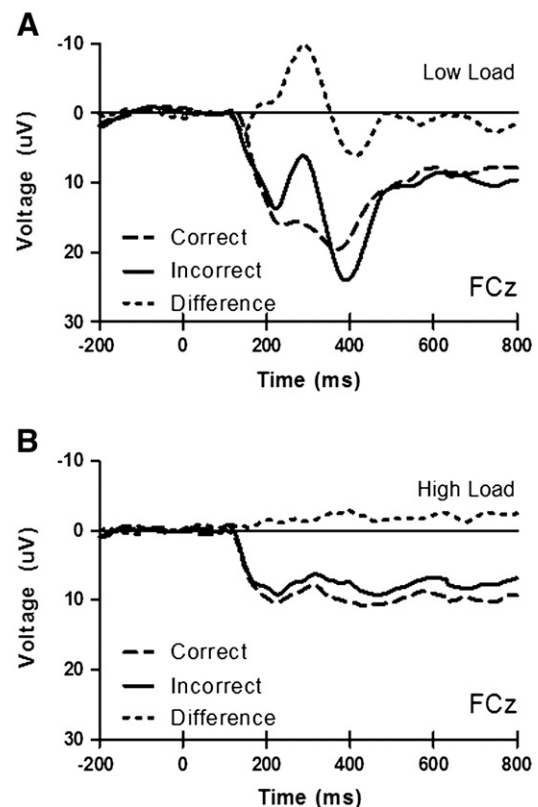 A
-10
0
10
20
30
Voltage (uV)
Low Load
Correct
Incorrect
Difference
FCz
-200 0 200 400 600 800
Time (ms)
B
-10
0
10
20
30
Voltage (uV)
High Load
Correct
Incorrect
Difference
FCz
-200 0 200 400 600 800
Time (ms)